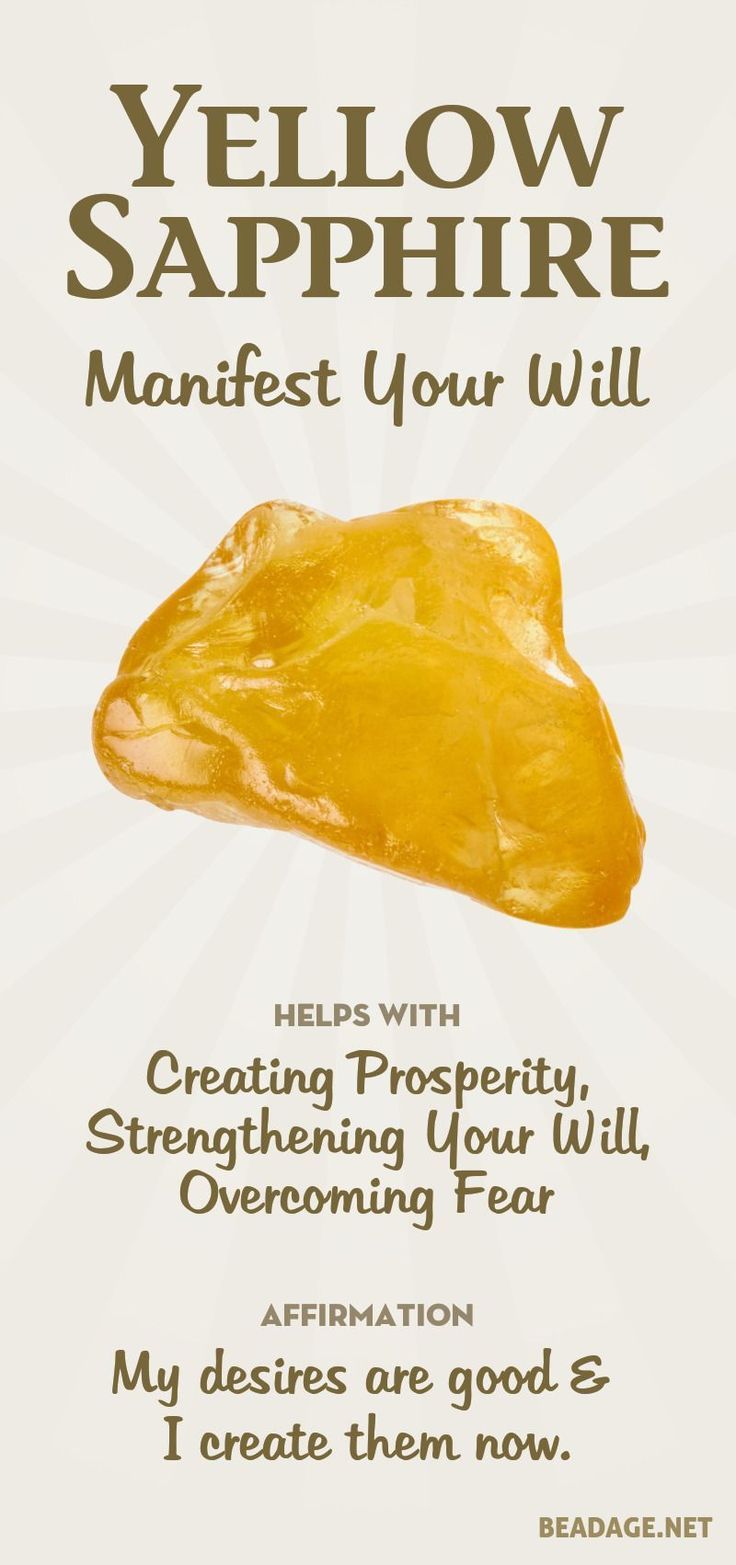 YELLOW
SAPPHIRE
Manifest Your Will
HELPS WITH
Creating Prosperity,
Strengthening Your Will,
Overcoming Fear
AFFIRMATION
My desires are good &
I create them now.
BEADAGE.NET